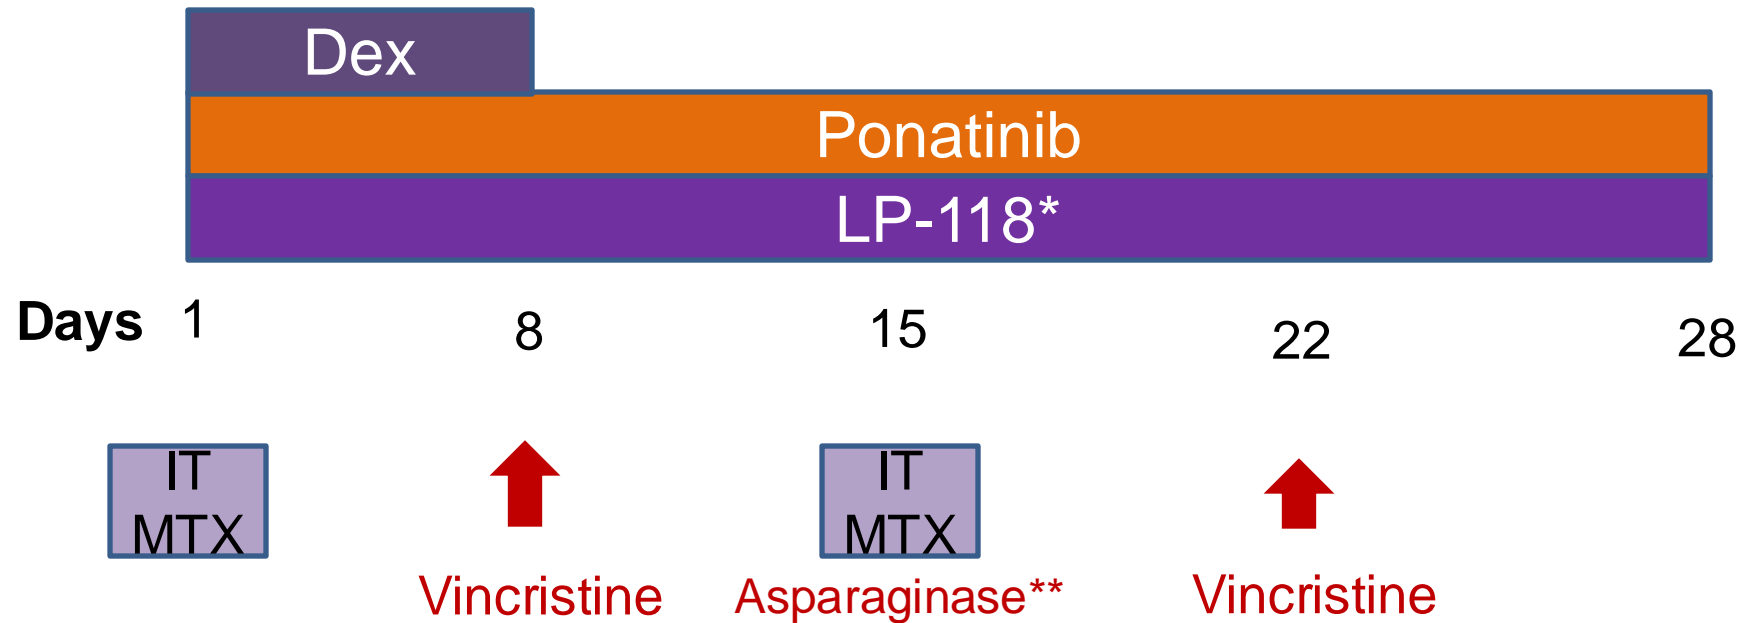 Dex
Ponatinib
LP-118*
Days 1 8 15 22 28
IT
MTX
IT
MTX
Vincristine Asparaginase** Vincristine